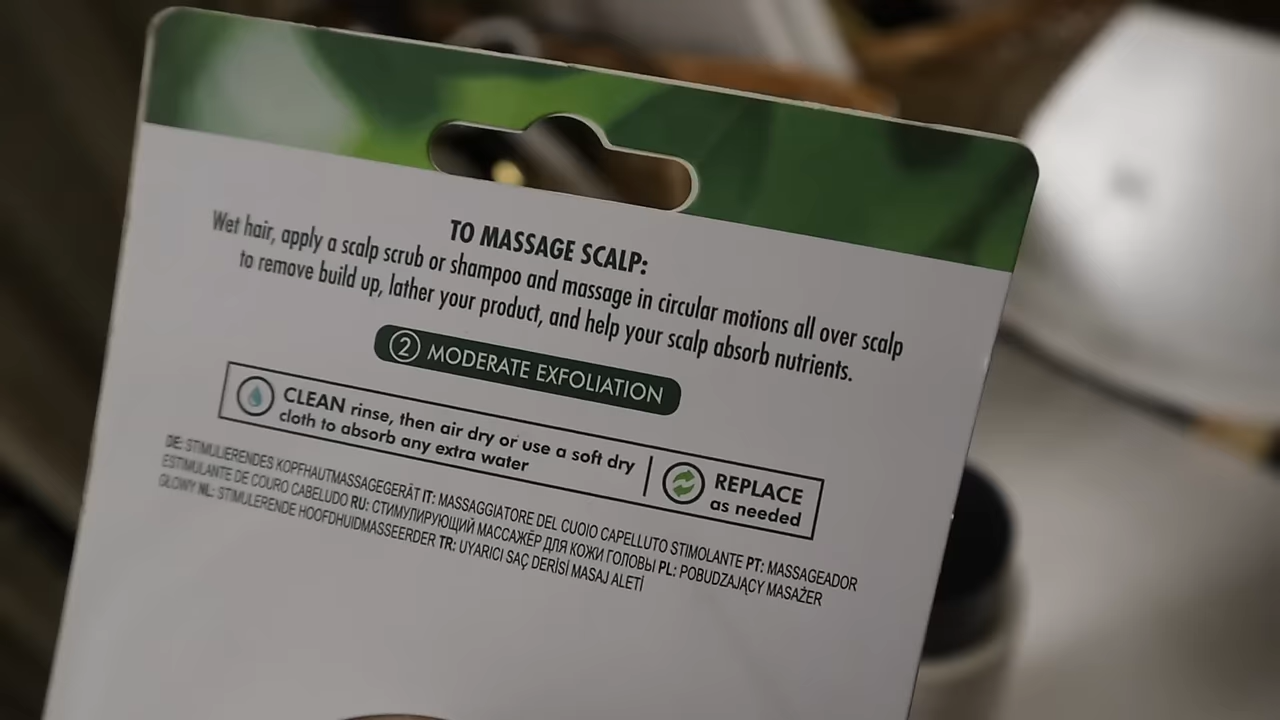 TO MASSAGE SCALP:
Wet hair, apply a scalp scrub or shampoo and massage in circular motions all over scalp
to remove build up, lather your product, and help your scalp absorb nutrients.
2 MODERATE EXFOLIATION
CLEAN rinse, then air dry or use a soft dry
cloth to absorb any extra water
REPLACE
as needed
DE: STIMULIERENDES KOPFHAUTMASSAGEGERÄT IT: MASSAGGIATORE DEL CUOIO CAPELLUTO STIMOLANTE PT: MASSAGEADOR
ESTIMULANTE DE COURO CABELUDO RU: СТИМУЛИРУЮЩИЙ МАССАЖЁР ДЛЯ КОЖИ ГОЛОВЫ PL: POBUDZAJĄCY MASAŻER
GŁOWY NL: STIMULERENDE HOOFDHUIDMASSEERDER TR: UYARICI SAÇ DERİSİ MASAJ ALETİ